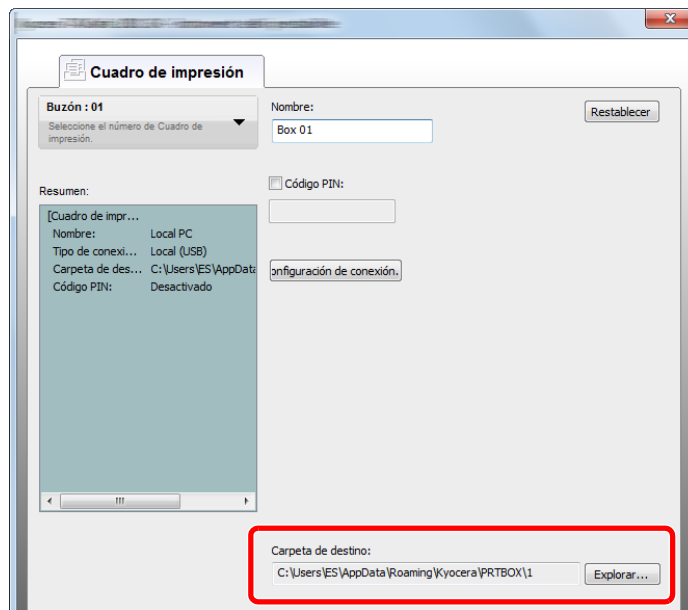 Cuadro de impresión
Buzón : 01
Seleccione el número de Cuadro de
impresión.
Nombre:
Box 01
Restablecer
Código PIN:
Resumen:
[Cuadro de impr...
Nombre: Local PC
Tipo de conexi... Local (USB)
Carpeta de des... C:\Users\ES\AppData
Código PIN: Desactivado
onfiguración de conexión.
Carpeta de destino:
C:\Users\ES\AppData\Roaming\Kyocera\PRTBOX\1
Explorar...